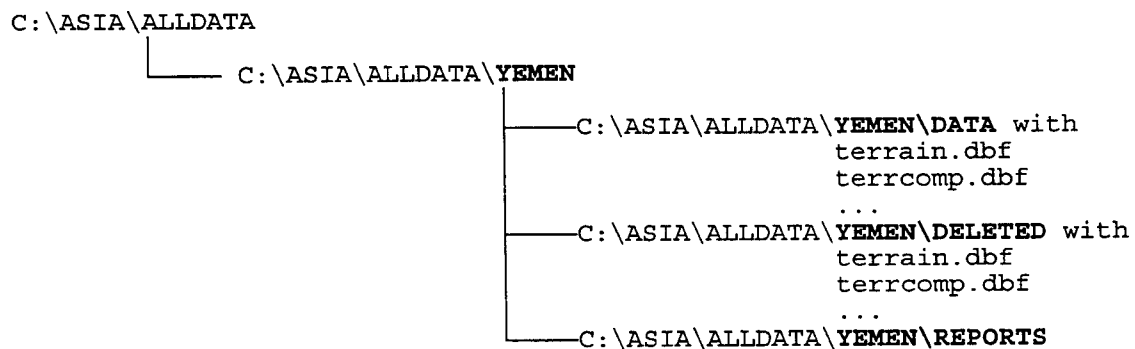 C:\ASIA\ALLDATA
C:\ASIA\ALLDATA\YEMEN
C:\ASIA\ALLDATA\YEMEN\DATA with
terrain.dbf
terrcomp.dbf
...
C:\ASIA\ALLDATA\YEMEN\DELETED with
terrain.dbf
terrcomp.dbf
...
C:\ASIA\ALLDATA\YEMEN\REPORTS